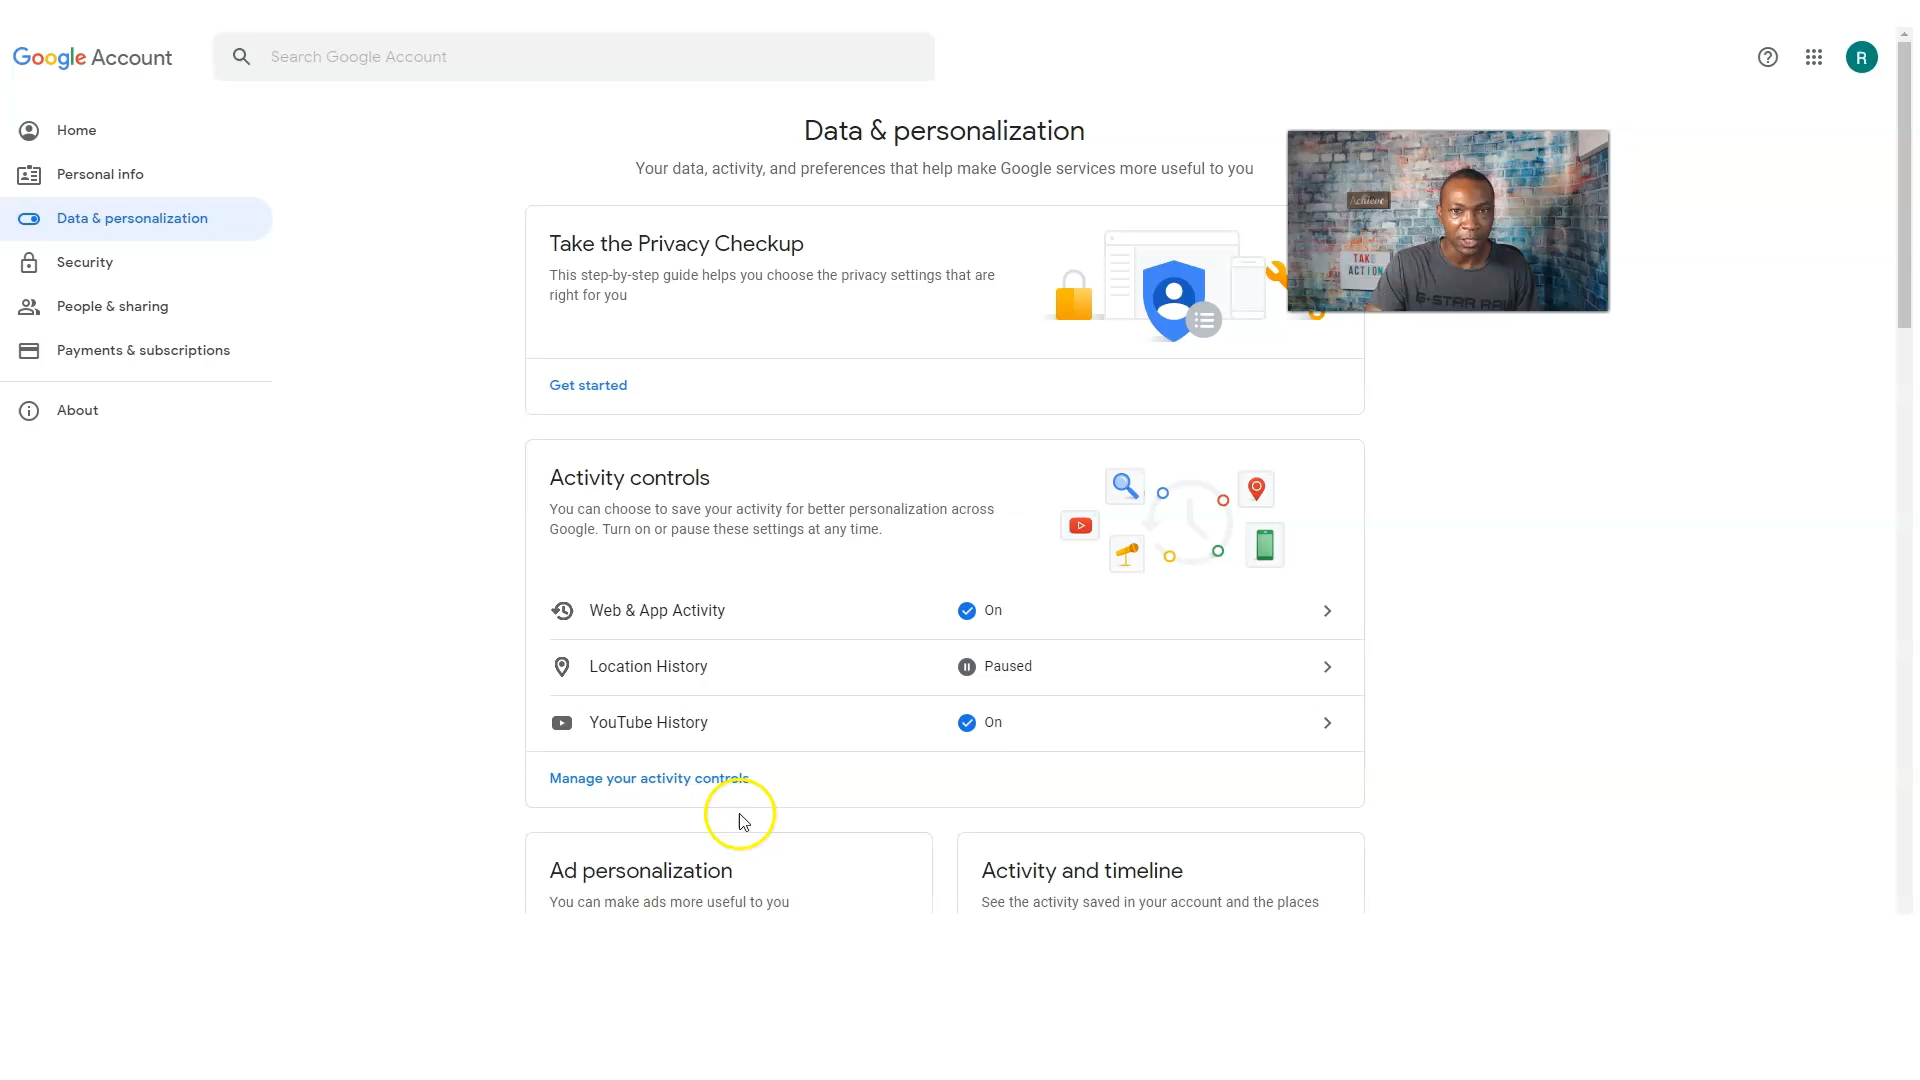 Google Account
Search Google Account
R
Home
Personal info
Data & personalization
Security
People & sharing
Payments & subscriptions
About
Data & personalization
Your data, activity, and preferences that help make Google services more useful to you
Take the Privacy Checkup
This step-by-step guide helps you choose the privacy settings that are
right for you
Get started
Achieve
TAKE
ACTION
G-STAR RAW
Activity controls
You can choose to save your activity for better personalization across
Google. Turn on or pause these settings at any time.
Web & App Activity On
Location History Paused
YouTube History On
Manage your activity controls
Ad personalization
You can make ads more useful to you
Activity and timeline
See the activity saved in your account and the places